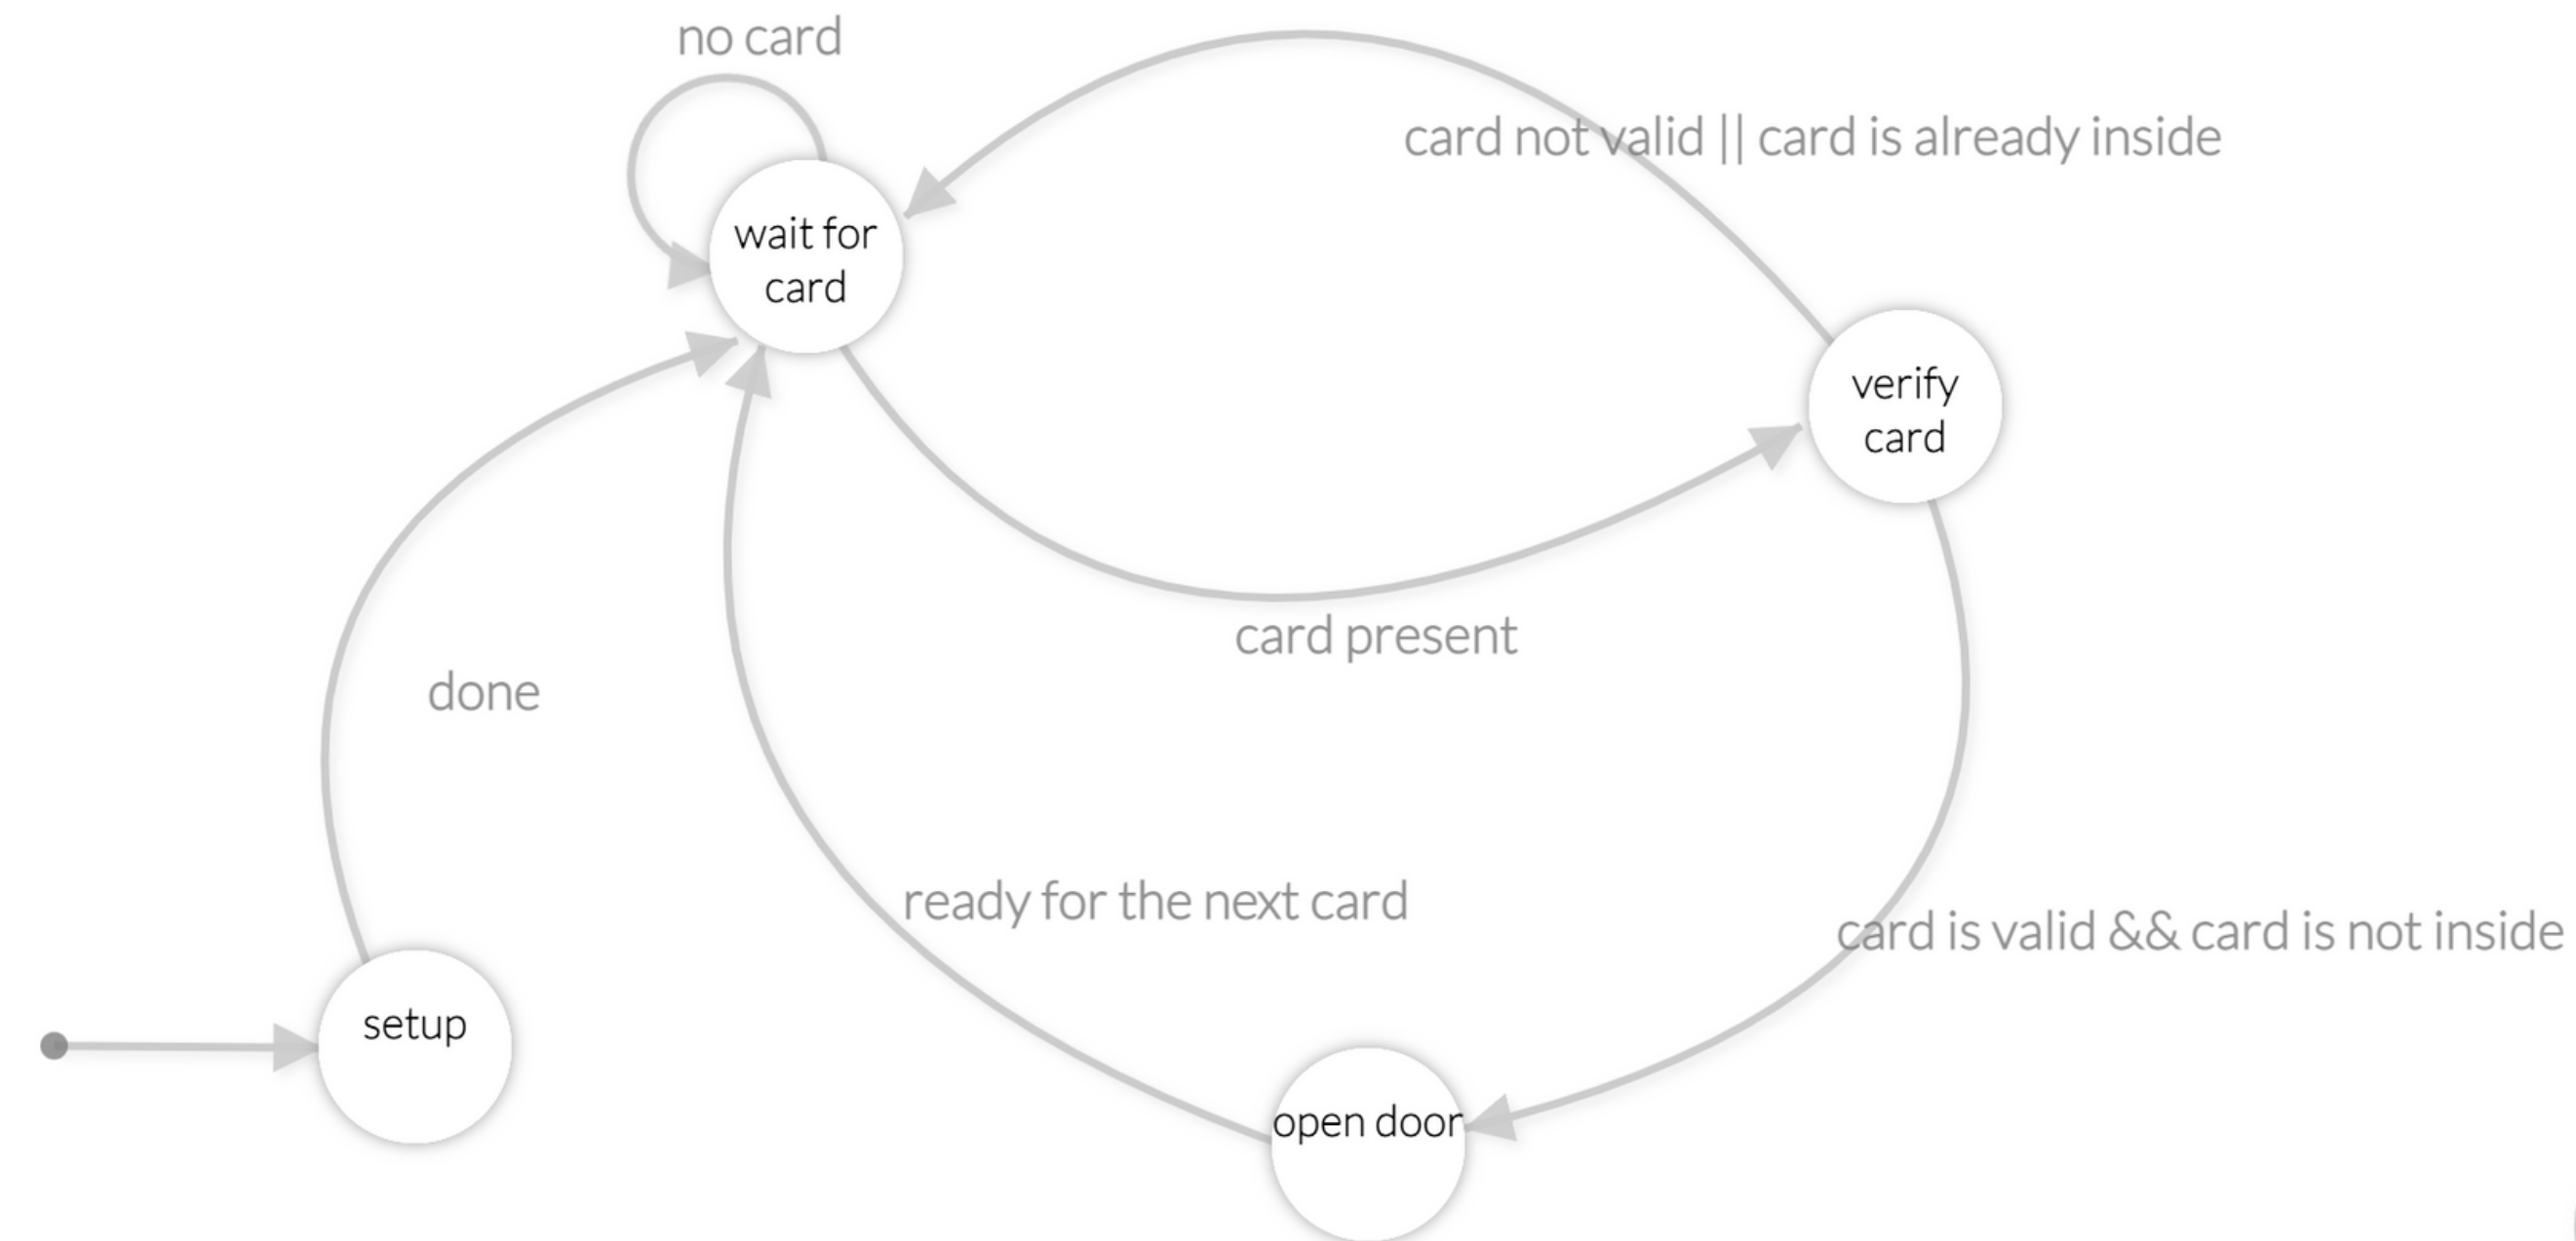 no card
card not valid || card is already inside
wait for
card
verify
card
card present
done
ready for the next card
card is valid && card is not inside
setup
open door